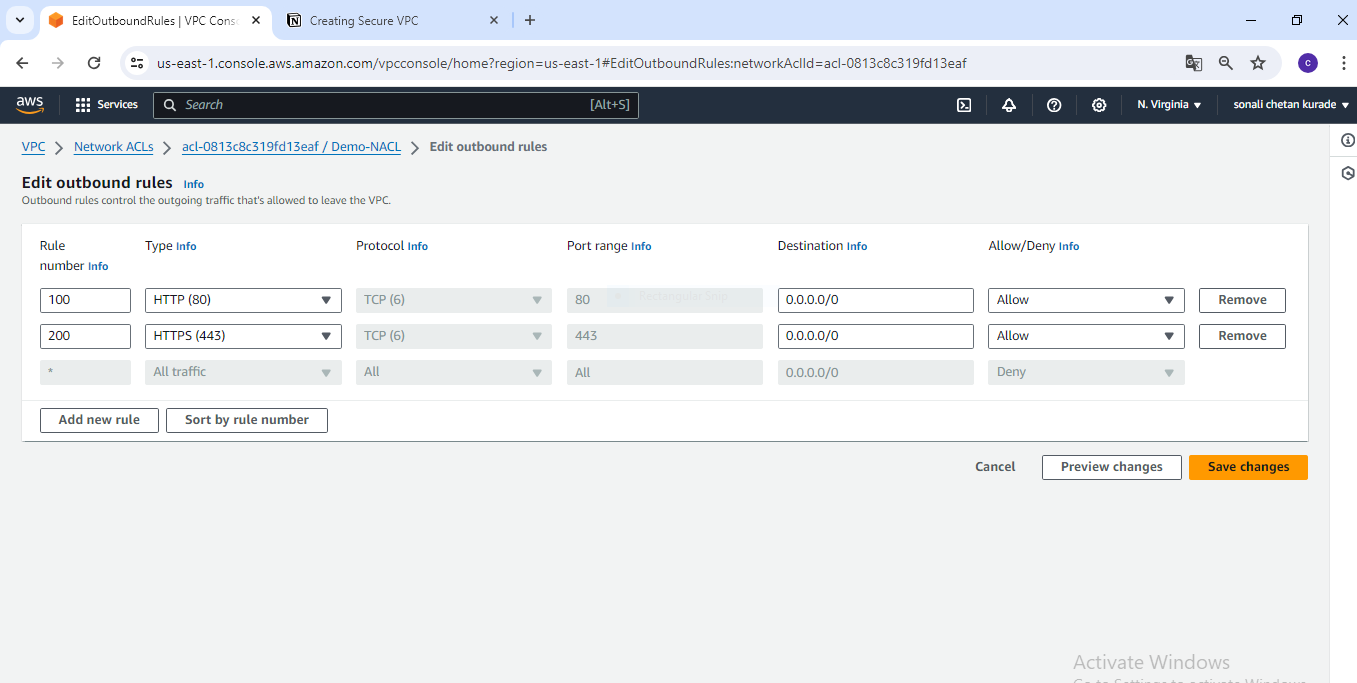 EditOutboundRules | VPC Cons
Creating Secure VPC
us-east-1.console.aws.amazon.com/vpcconsole/home?region=us-east-1#EditOutboundRules:networkAclId=acl-0813c8c319fd13eaf
c
aws
Services
Search
[Alt+S]
N. Virginia
sonali chetan kurade
VPC
Network ACLs
acl-0813c8c319fd13eaf / Demo-NACL
Edit outbound rules
Edit outbound rules Info
Outbound rules control the outgoing traffic that's allowed to leave the VPC.
Rule number Info
Type Info
Protocol Info
Port range Info
Destination Info
Allow/Deny Info
100 HTTP (80) TCP (6) 80 0.0.0.0/0 Allow Remove
Rectangular Snip
200 HTTPS (443) TCP (6) 443 0.0.0.0/0 Allow Remove
* All traffic All All 0.0.0.0/0 Deny
Add new rule Sort by rule number
Cancel Preview changes Save changes
Activate Windows
Go to Settings to activate Windows.